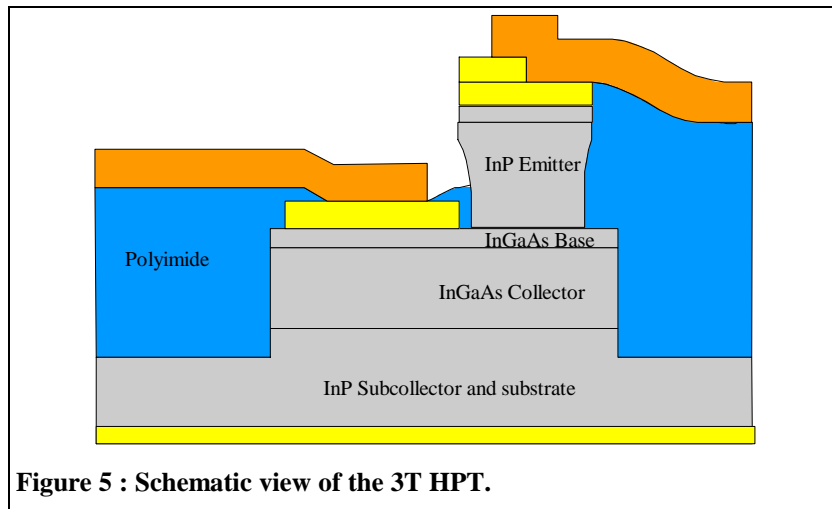 InP Emitter
InGaAs Base
Polyimide
InGaAs Collector
InP Subcollector and substrate
Figure 5 : Schematic view of the 3T HPT.